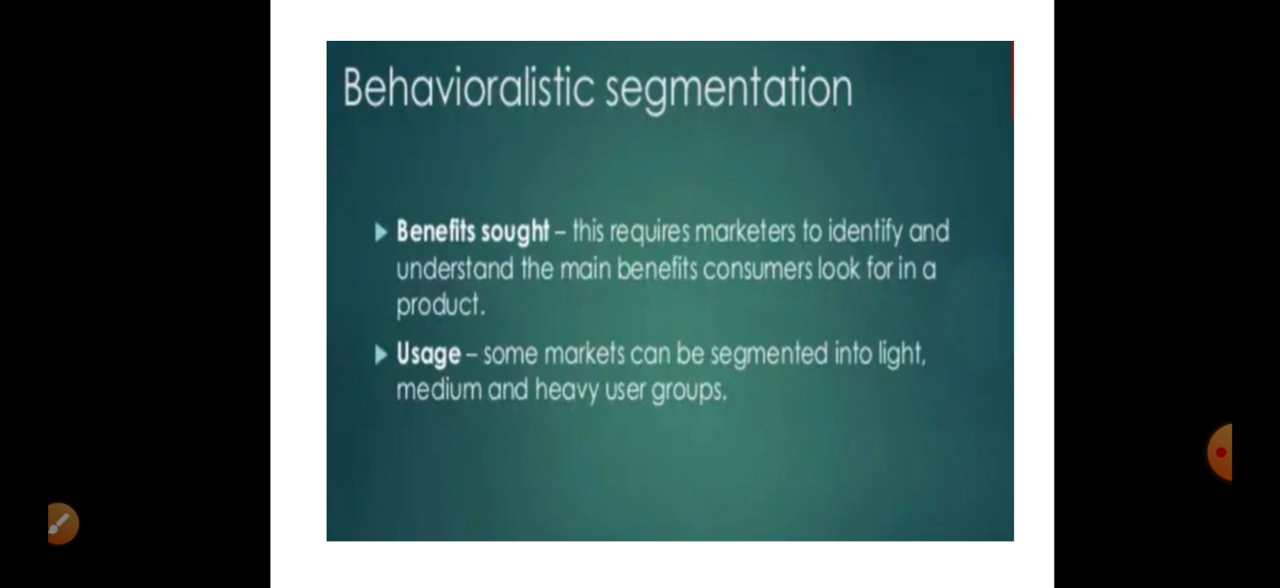 Behavioralistic segmentation
Benefits sought – this requires marketers to identify and
understand the main benefits consumers look for in a
product.
Usage – some markets can be segmented into light,
medium and heavy user groups.